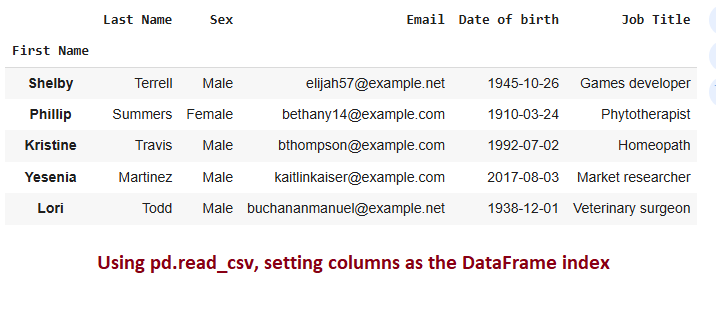 Last Name Sex Email Date of birth Job Title
First Name
Shelby Terrell Male elijah57@example.net 1945-10-26 Games developer
Phillip Summers Female bethany14@example.com 1910-03-24 Phytotherapist
Kristine Travis Male bthompson@example.com 1992-07-02 Homeopath
Yesenia Martinez Male kaitlinkaiser@example.com 2017-08-03 Market researcher
Lori Todd Male buchananmanuel@example.net 1938-12-01 Veterinary surgeon
Using pd.read_csv, setting columns as the DataFrame index